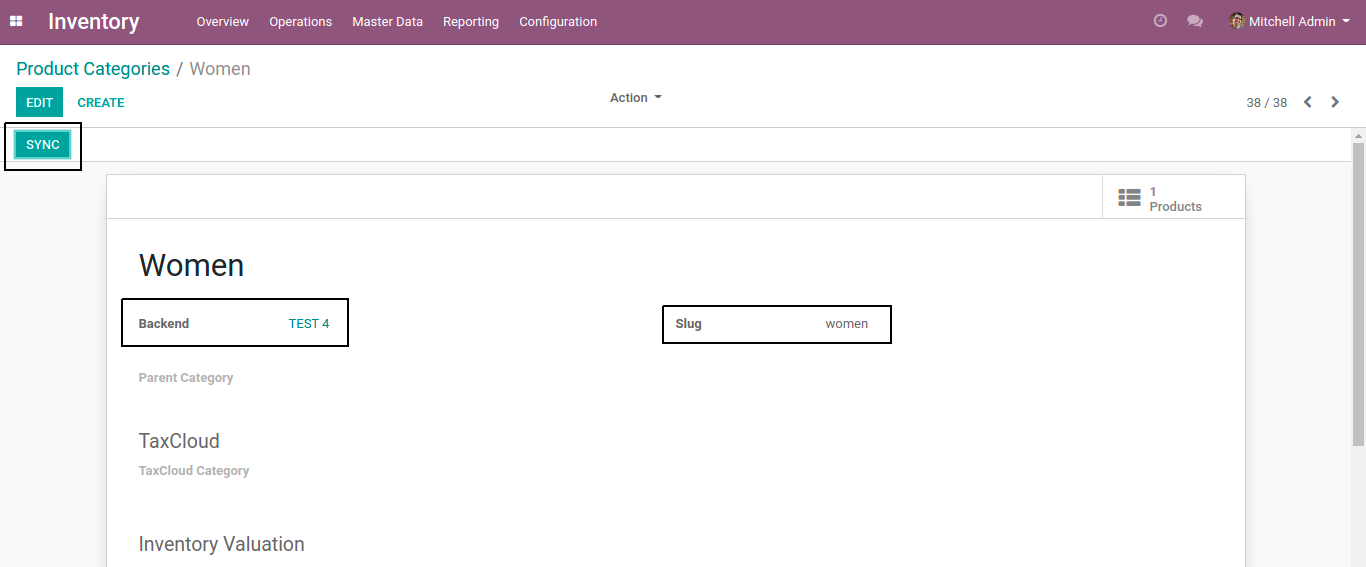 Inventory Overview Operations Master Data Reporting Configuration Mitchell Admin
Product Categories / Women
EDIT CREATE Action 38 / 38
SYNC
1
Products
Women
Backend TEST 4 Slug women
Parent Category
TaxCloud
TaxCloud Category
Inventory Valuation